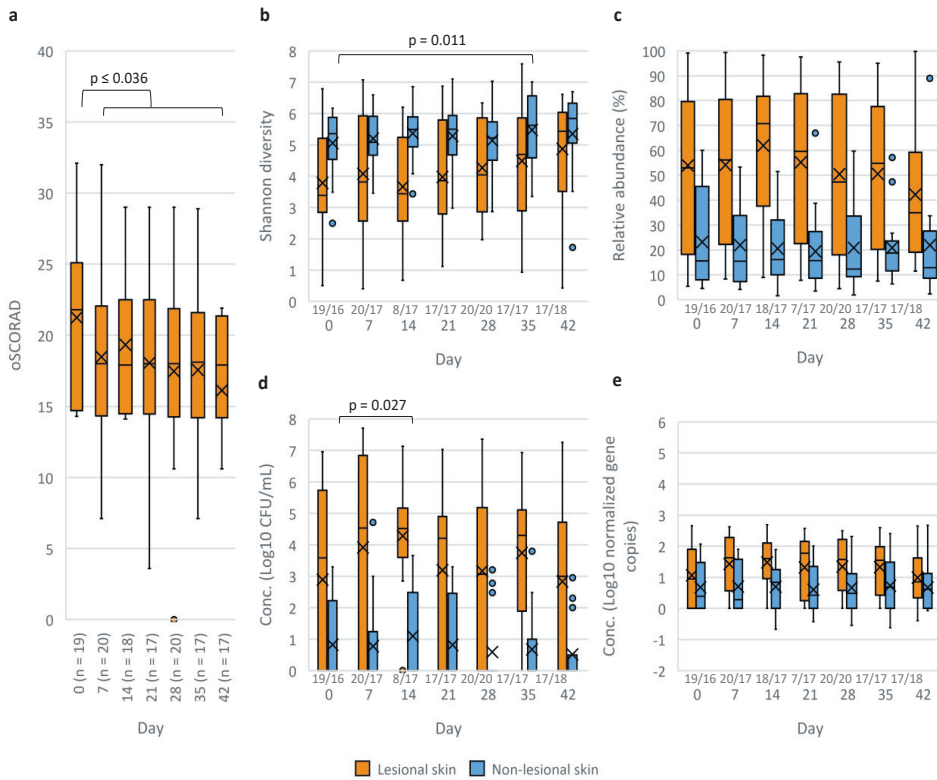 a
40
35
30
25
20
15
10
5
0
oSCORAD
p ≤ 0.036
0 (n = 19)
7 (n = 20)
14 (n = 18)
21 (n = 17)
28 (n = 20)
35 (n = 17)
42 (n = 17)
Day
b
8
7
6
5
4
3
2
1
0
Shannon diversity
p = 0.011
19/16 20/17 8/17 17/17 20/20 17/17 17/18
0 7 14 21 28 35 42
Day
c
100
90
80
70
60
50
40
30
20
10
0
Relative abundance (%)
19/16 20/17 18/17 17/17 20/20 17/17 17/18
0 7 14 21 28 35 42
Day
d
8
7
6
5
4
3
2
1
0
Conc. (Log10 CFU/mL)
p = 0.027
19/16 20/17 8/17 17/17 20/20 17/17 17/18
0 7 14 21 28 35 42
Day
e
6
5
4
3
2
1
0
-1
-2
Conc. (Log10 normalized gene
copies)
19/16 20/17 18/17 7/17 20/20 17/17 17/18
0 7 14 21 28 35 42
Day
Lesional skin Non-lesional skin